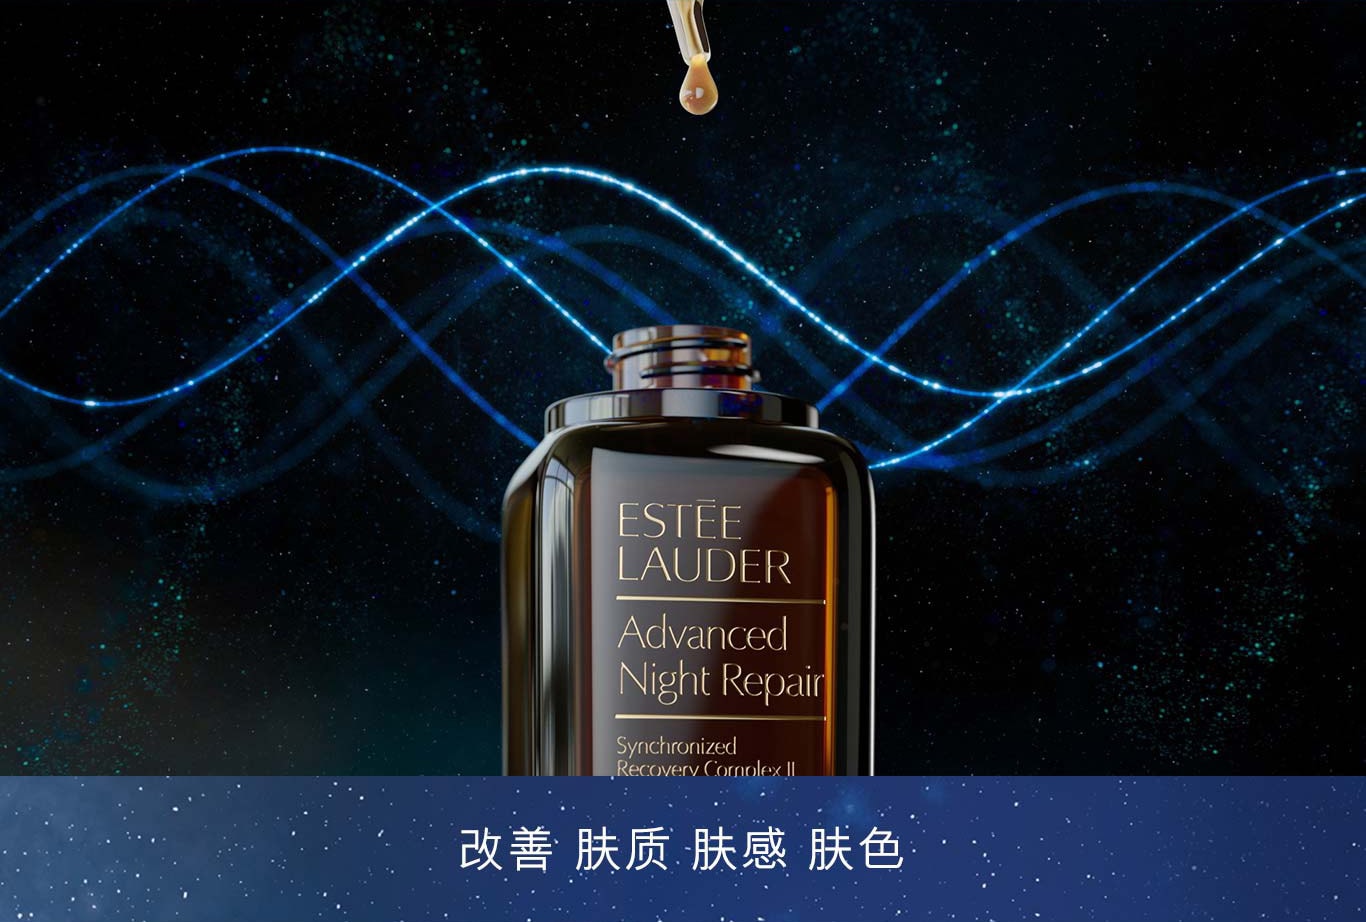 ESTĒE
LAUDER
Advanced
Night Repair
Synchronized
Recovery Complex II
改善 肤质 肤感 肤色